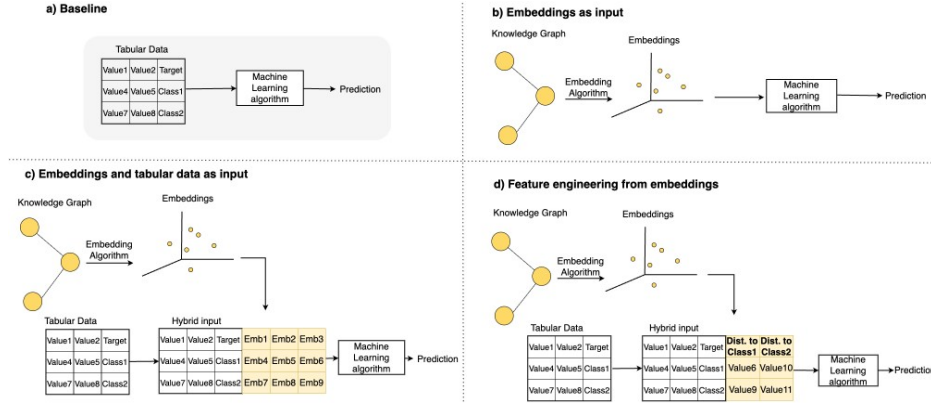 a) Baseline
Tabular Data
Value1 Value2 Target
Value4 Value5 Class1
Value7 Value8 Class2
Machine
Learning
algorithm
Prediction
b) Embeddings as input
Knowledge Graph
Embedding
Algorithm
Embeddings
Machine
Learning
algorithm
Prediction
c) Embeddings and tabular data as input
Knowledge Graph
Embedding
Algorithm
Embeddings
Tabular Data
Value1 Value2 Target
Value4 Value5 Class1
Value7 Value8 Class2
Hybrid input
Value1 Value2 Target Emb1 Emb2 Emb3
Value4 Value5 Class1 Emb4 Emb5 Emb6
Value7 Value8 Class2 Emb7 Emb8 Emb9
Machine
Learning
algorithm
Prediction
d) Feature engineering from embeddings
Knowledge Graph
Embedding
Algorithm
Embeddings
Tabular Data
Value1 Value2 Target
Value4 Value5 Class1
Value7 Value8 Class2
Hybrid input
Value1 Value2 Target Dist. to Class1 Dist. to Class2
Value4 Value5 Class1 Value6 Value10
Value7 Value8 Class2 Value9 Value11
Machine
Learning
algorithm
Prediction